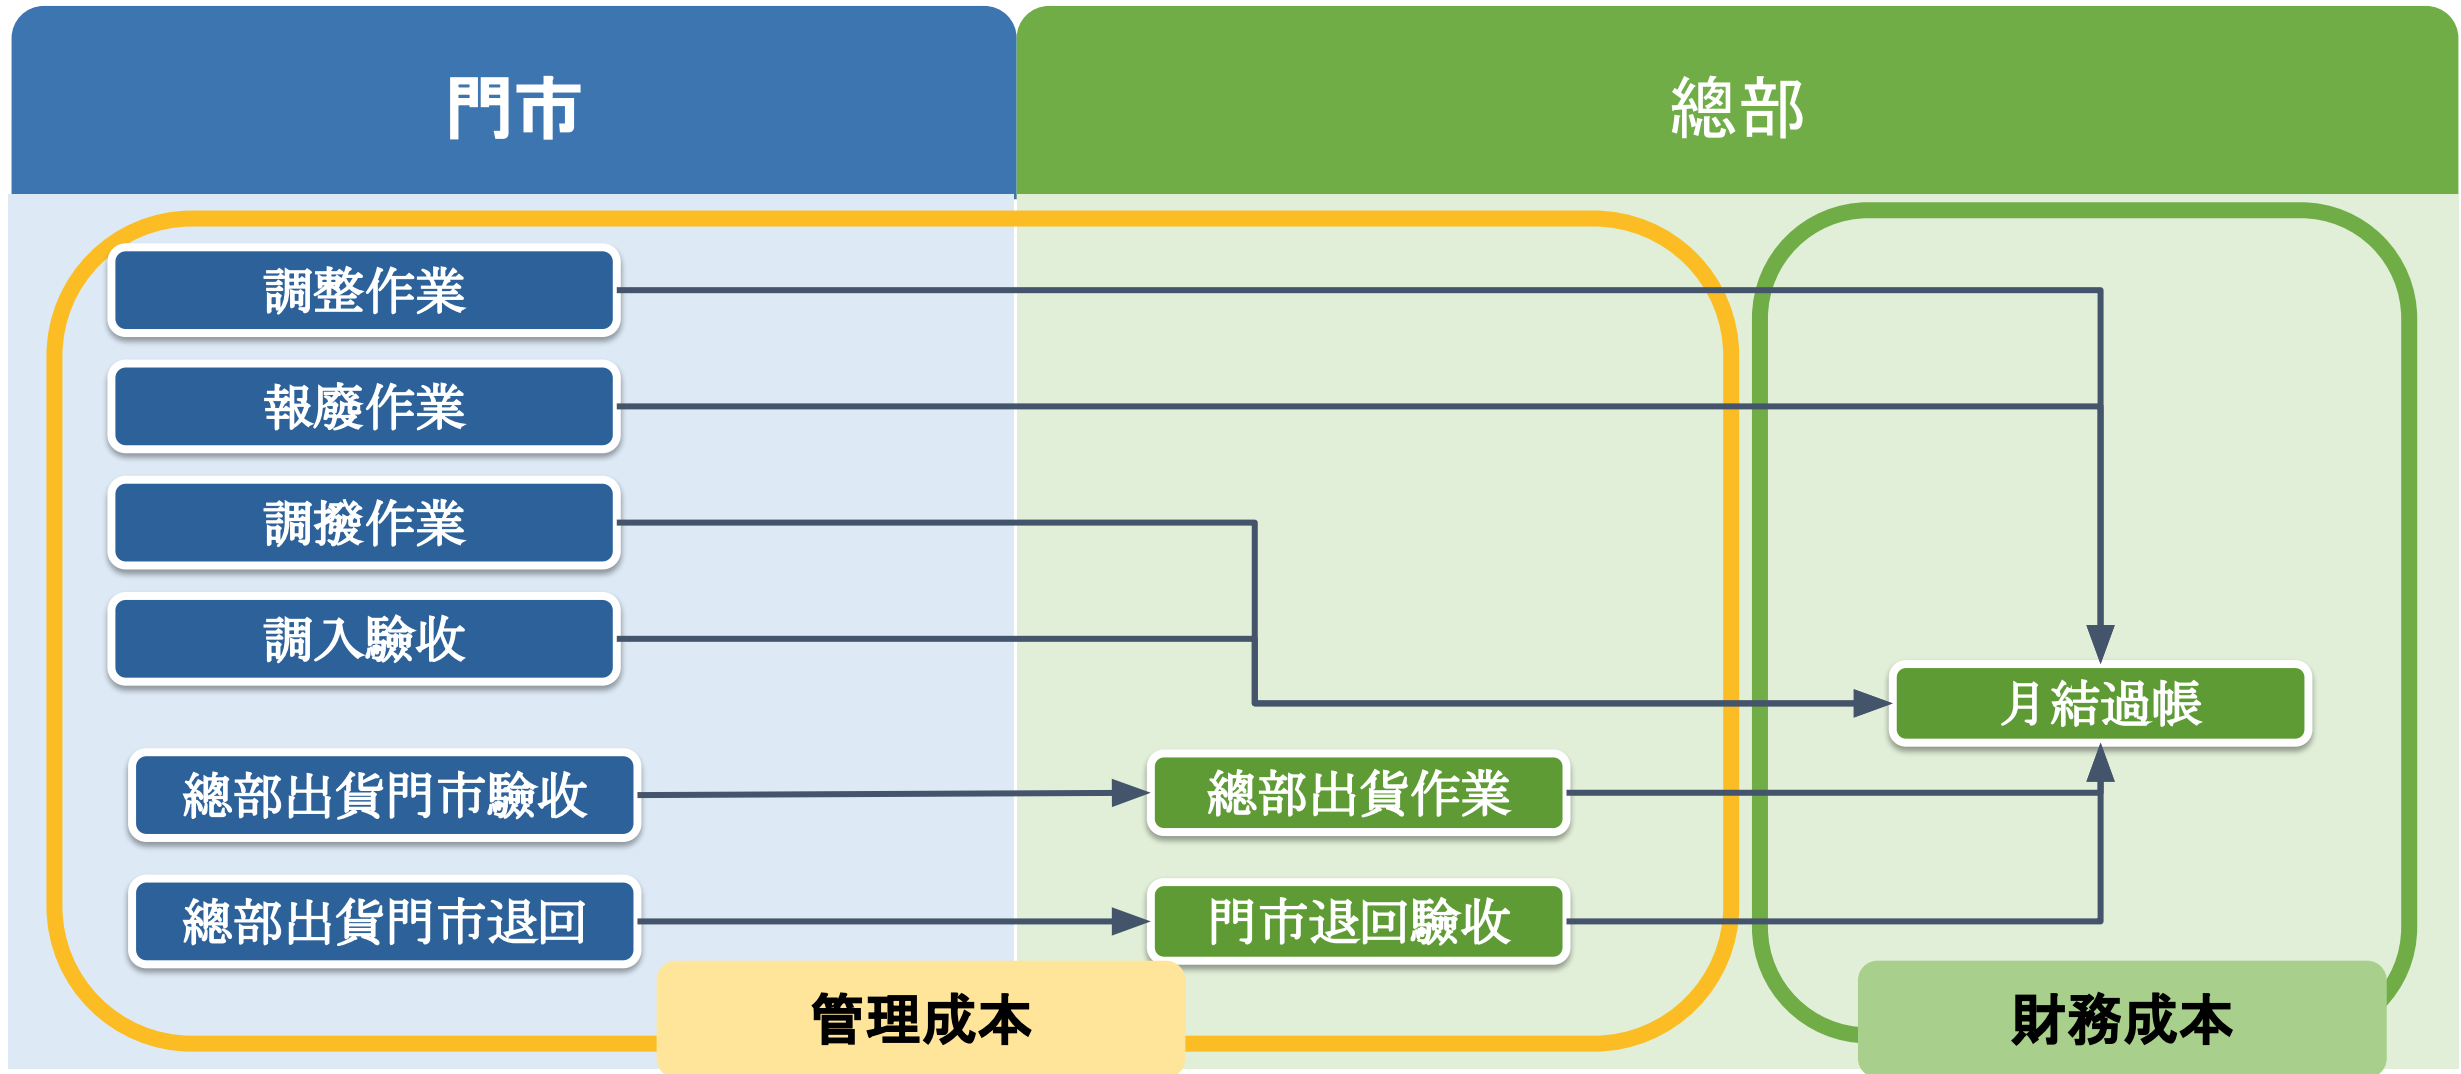 門市
總部
調整作業
報廢作業
調撥作業
調入驗收
月結過帳
總部出貨門市驗收
總部出貨作業
總部出貨門市退回
門市退回驗收
管理成本
財務成本